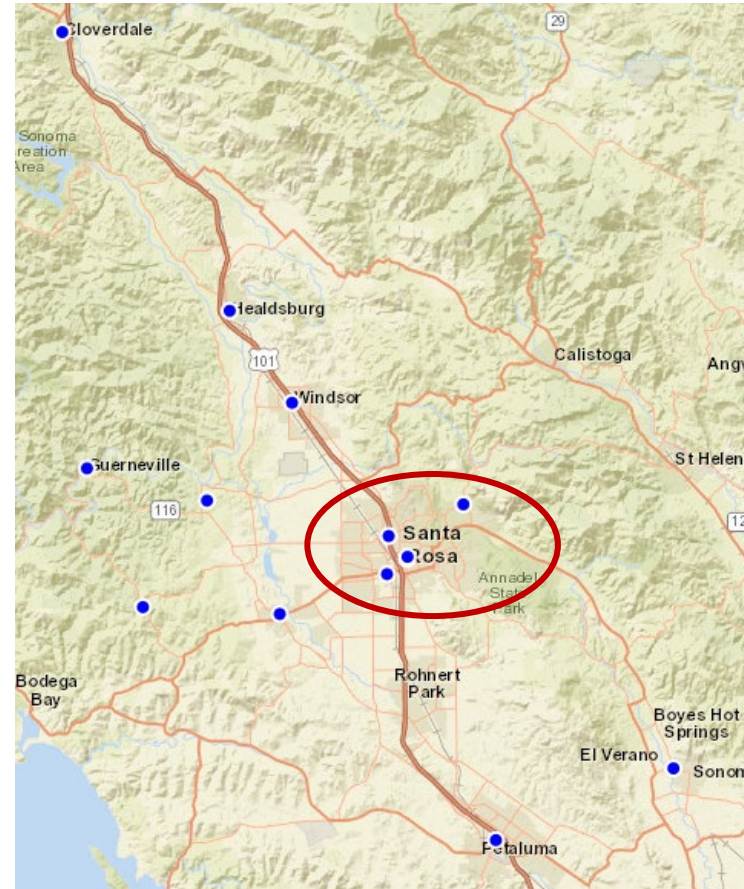 Cloverdale
29
Sonoma
reation
Area
Healdsburg
101
Calistoga
Angw
Windsor
Guerneville
St Helen
116
12
Santa
Rosa
Annadel
State
Park
Rohnert
Park
Bodega
Bay
Boyes Hot
Springs
El Verano
Sonom
Petaluma